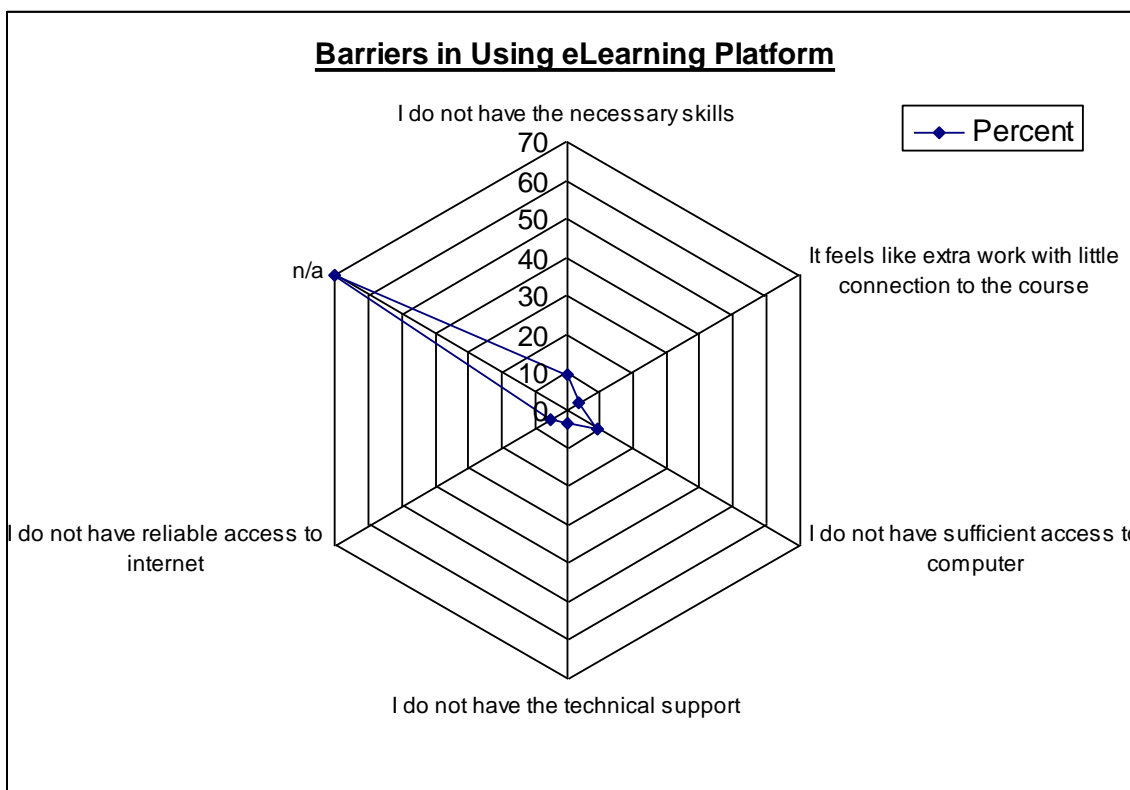 Barriers in Using eLearning Platform
I do not have the necessary skills
Percent
70
60
50
40
30
20
10
0
It feels like extra work with little
connection to the course
n/a
I do not have reliable access to
internet
I do not have sufficient access t
computer
I do not have the technical support